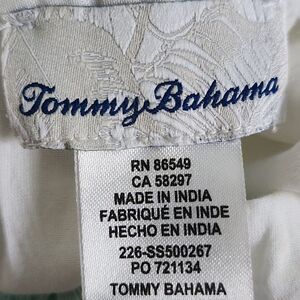 Tommy Bahama
RN 86549
CA 58297
MADE IN INDIA
FABRIQUÉ EN INDE
HECHO EN INDIA
226-SS500267
PO 721134
TOMMY BAHAMA